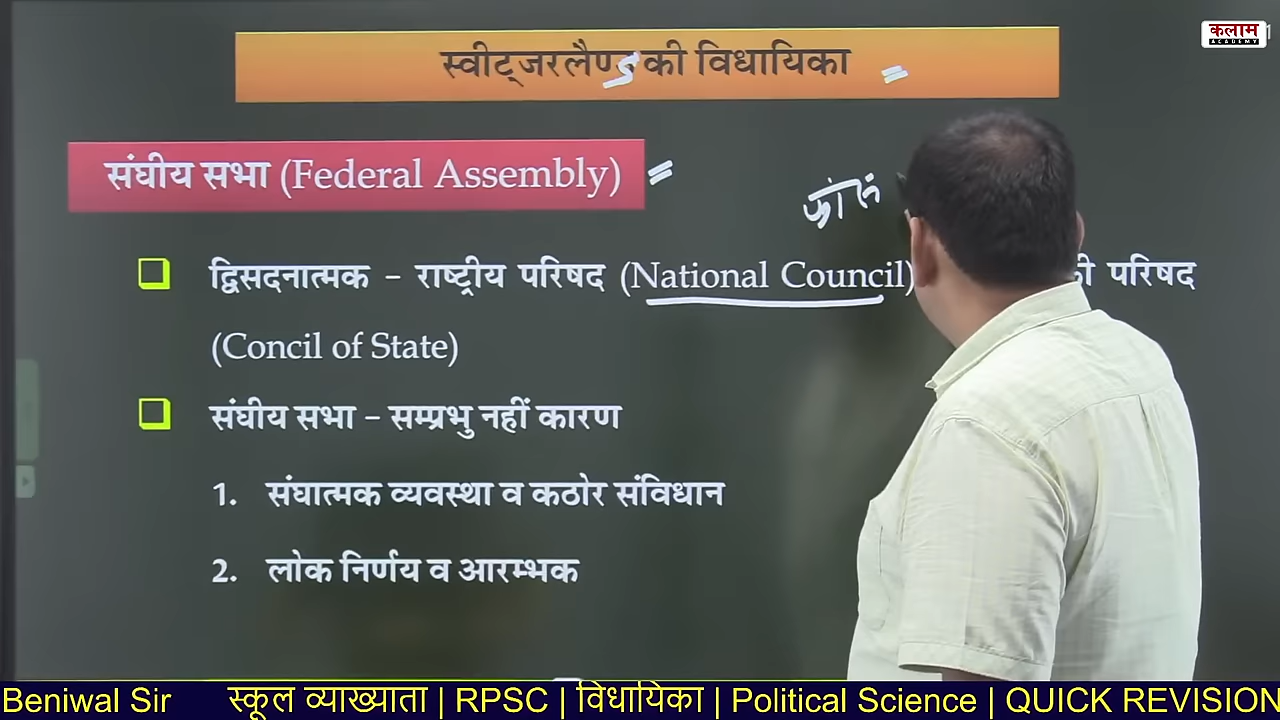 स्वीट्जरलैण्ड की विधायिका
कलाम
ACADEMY
संघीय सभा (Federal Assembly)
फ्रांस
द्विसदनात्मक – राष्ट्रीय परिषद (National Council) परिषद
(Concil of State)
संघीय सभा – सम्प्रभु नहीं कारण
1. संघात्मक व्यवस्था व कठोर संविधान
2. लोक निर्णय व आरम्भक
Beniwal Sir स्कूल व्याख्याता | RPSC | विधायिका | Political Science | QUICK REVISION